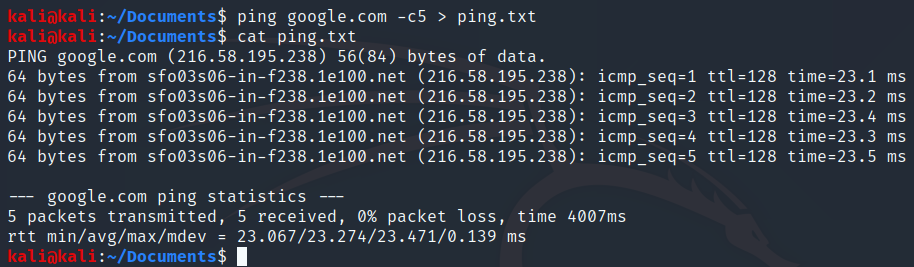 kali@kali:~/Documents$ ping google.com -c5 > ping.txt
kali@kali:~/Documents$ cat ping.txt
PING google.com (216.58.195.238) 56(84) bytes of data.
64 bytes from sfo03s06-in-f238.1e100.net (216.58.195.238): icmp_seq=1 ttl=128 time=23.1 ms
64 bytes from sfo03s06-in-f238.1e100.net (216.58.195.238): icmp_seq=2 ttl=128 time=23.2 ms
64 bytes from sfo03s06-in-f238.1e100.net (216.58.195.238): icmp_seq=3 ttl=128 time=23.4 ms
64 bytes from sfo03s06-in-f238.1e100.net (216.58.195.238): icmp_seq=4 ttl=128 time=23.3 ms
64 bytes from sfo03s06-in-f238.1e100.net (216.58.195.238): icmp_seq=5 ttl=128 time=23.5 ms

--- google.com ping statistics ---
5 packets transmitted, 5 received, 0% packet loss, time 4007ms
rtt min/avg/max/mdev = 23.067/23.274/23.471/0.139 ms
kali@kali:~/Documents$